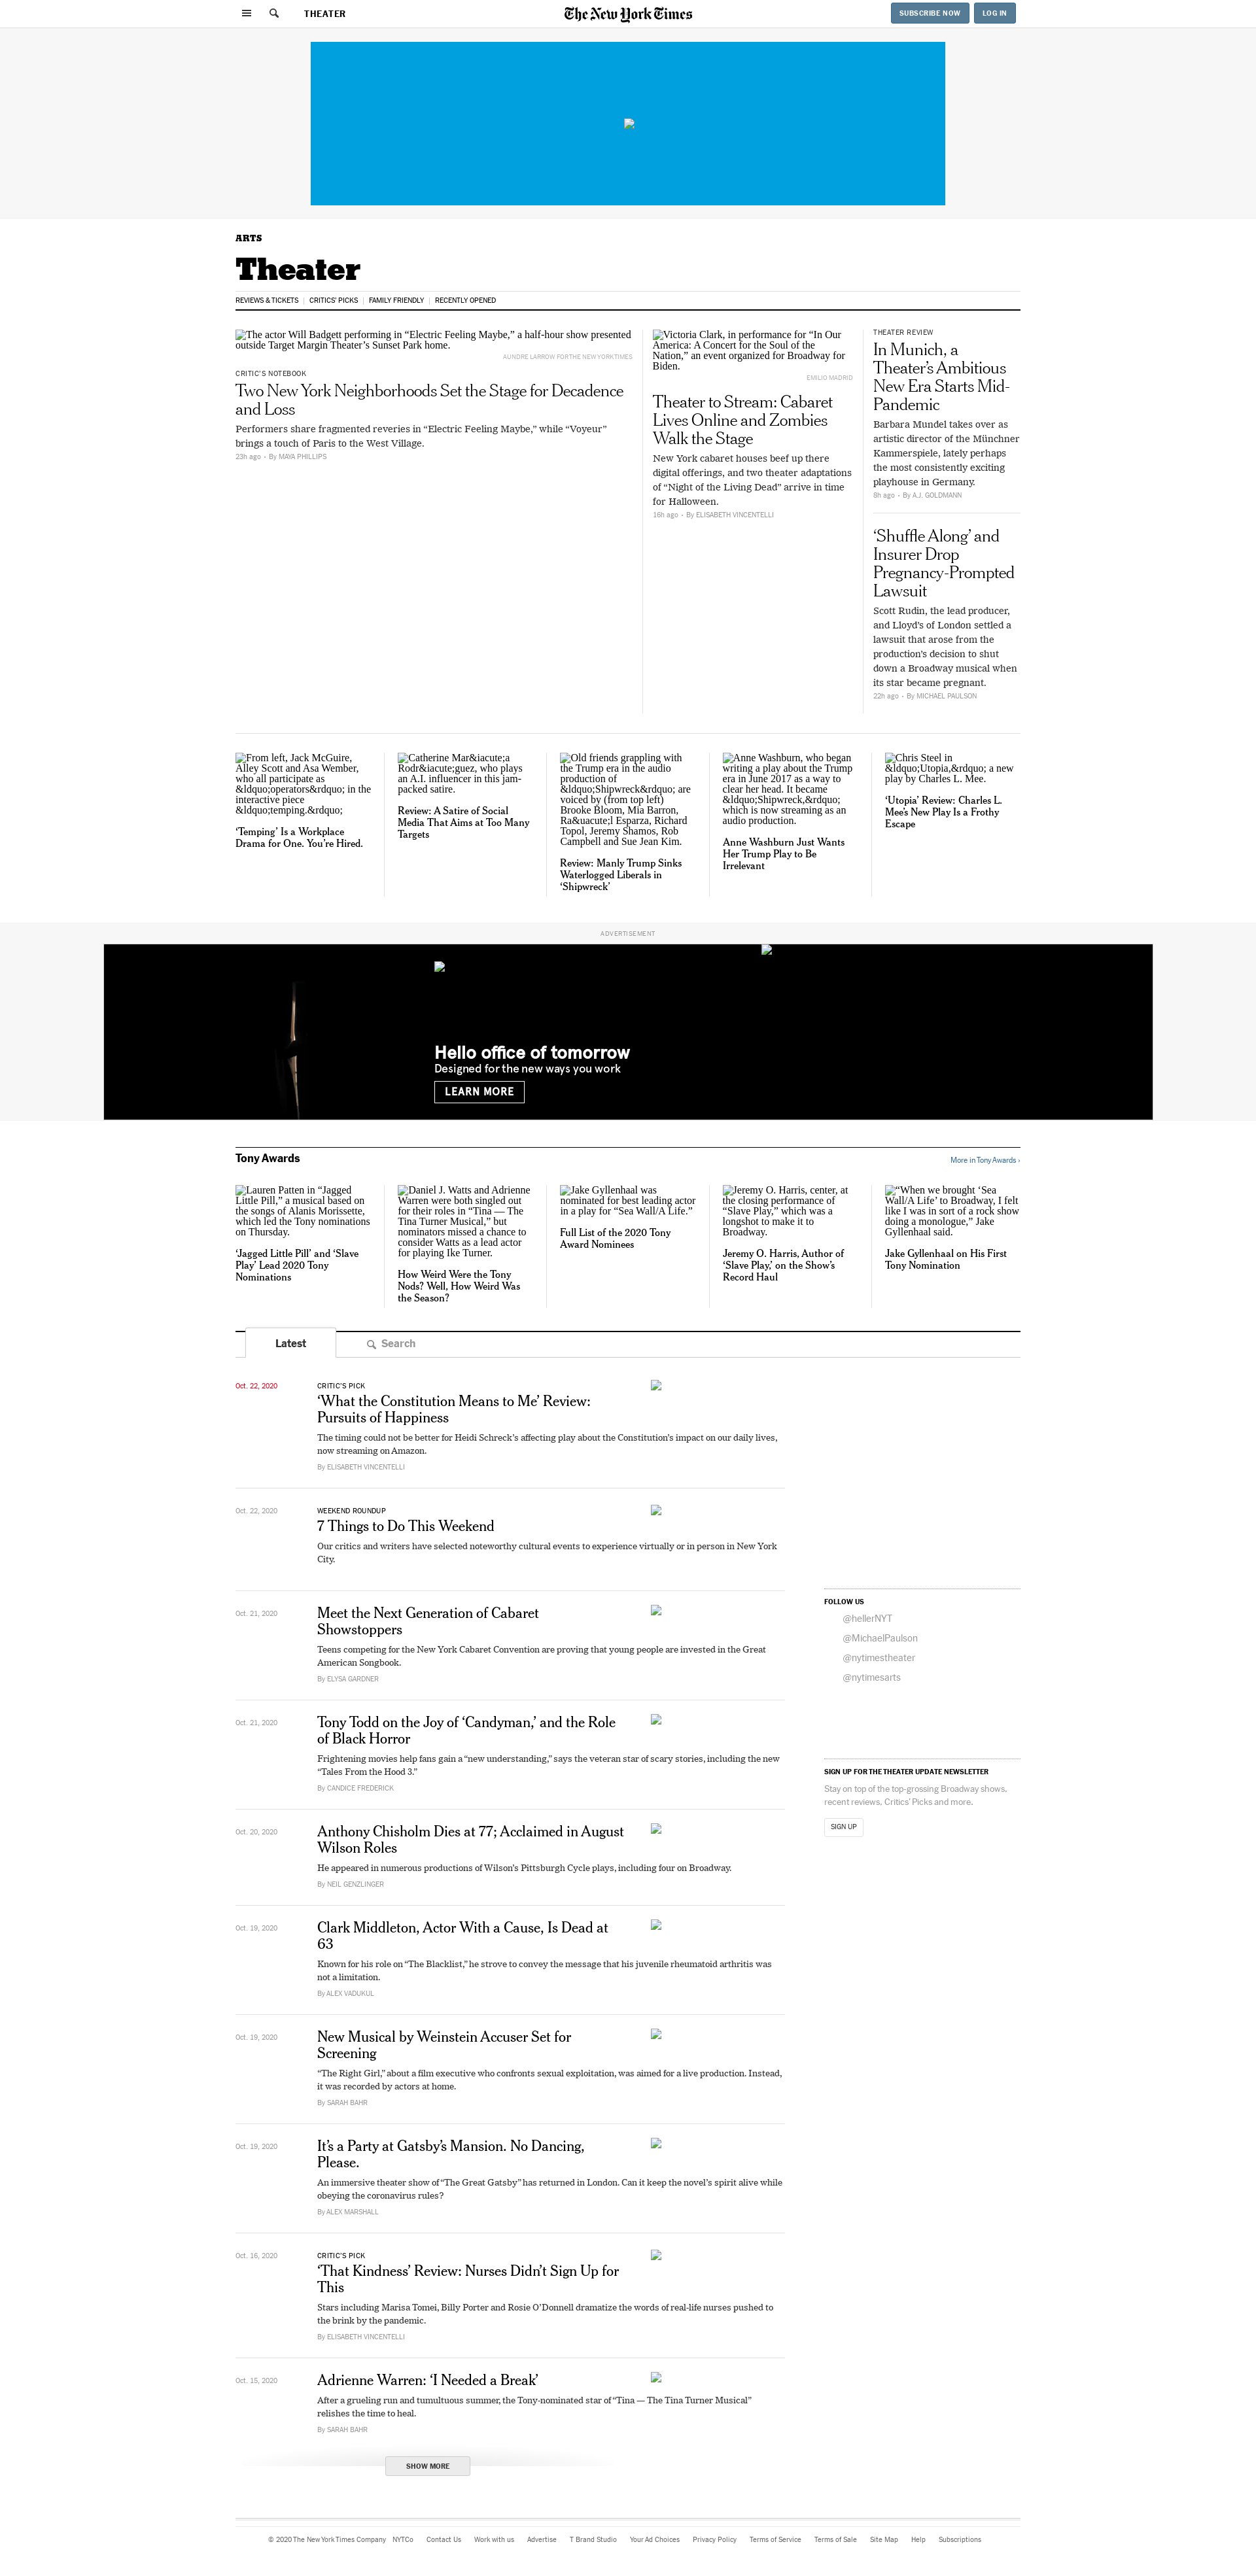 THEATER
The New York Times
SUBSCRIBE NOW
LOG IN
ARTS
Theater
REVIEWS & TICKETS
CRITICS' PICKS
FAMILY FRIENDLY
RECENTLY OPENED
The actor Will Badgett performing in “Electric Feeling Maybe,” a half-hour show presented
outside Target Margin Theater’s Sunset Park home.
AUNDRE LARROW FOR THE NEW YORK TIMES
CRITIC’S NOTEBOOK
Two New York Neighborhoods Set the Stage for Decadence
and Loss
Performers share fragmented reveries in “Electric Feeling Maybe,” while “Voyeur”
brings a touch of Paris to the West Village.
23h ago • By MAYA PHILLIPS
Victoria Clark, in performance for “In Our
America: A Concert for the Soul of the
Nation,” an event organized for Broadway for
Biden.
EMILIO MADRID
Theater to Stream: Cabaret
Lives Online and Zombies
Walk the Stage
New York cabaret houses beef up there
digital offerings, and two theater adaptations
of “Night of the Living Dead” arrive in time
for Halloween.
16h ago • By ELISABETH VINCENTELLI
THEATER REVIEW
In Munich, a
Theater’s Ambitious
New Era Starts Mid-
Pandemic
Barbara Mundel takes over as
artistic director of the Münchner
Kammerspiele, lately perhaps
the most consistently exciting
playhouse in Germany.
8h ago • By A.J. GOLDMANN
‘Shuffle Along’ and
Insurer Drop
Pregnancy-Prompted
Lawsuit
Scott Rudin, the lead producer,
and Lloyd’s of London settled a
lawsuit that arose from the
production’s decision to shut
down a Broadway musical when
its star became pregnant.
22h ago • By MICHAEL PAULSON
From left, Jack McGuire,
Alley Scott and Asa Wember,
who all participate as
&ldquo;operators&rdquo; in the
interactive piece
&ldquo;temping.&rdquo;
‘Temping’ Is a Workplace
Drama for One. You’re Hired.
Catherine Mar&iacute;a
Rodr&iacute;guez, who plays
an A.I. influencer in this jam-
packed satire.
Review: A Satire of Social
Media That Aims at Too Many
Targets
Old friends grappling with
the Trump era in the audio
production of
&ldquo;Shipwreck&rdquo; are
voiced by (from top left)
Brooke Bloom, Mia Barron,
Ra&uacute;l Esparza, Richard
Topol, Jeremy Shamos, Rob
Campbell and Sue Jean Kim.
Review: Manly Trump Sinks
Waterlogged Liberals in
‘Shipwreck’
Anne Washburn, who began
writing a play about the Trump
era in June 2017 as a way to
clear her head. It became
&ldquo;Shipwreck,&rdquo;
which is now streaming as an
audio production.
Anne Washburn Just Wants
Her Trump Play to Be
Irrelevant
Chris Steel in
&ldquo;Utopia,&rdquo; a new
play by Charles L. Mee.
‘Utopia’ Review: Charles L.
Mee’s New Play Is a Frothy
Escape
ADVERTISEMENT
Hello office of tomorrow
Designed for the new ways you work
LEARN MORE
Tony Awards
More in Tony Awards ›
Lauren Patten in “Jagged
Little Pill,” a musical based on
the songs of Alanis Morissette,
which led the Tony nominations
on Thursday.
‘Jagged Little Pill’ and ‘Slave
Play’ Lead 2020 Tony
Nominations
Daniel J. Watts and Adrienne
Warren were both singled out
for their roles in “Tina — The
Tina Turner Musical,” but
nominators missed a chance to
consider Watts as a lead actor
for playing Ike Turner.
How Weird Were the Tony
Nods? Well, How Weird Was
the Season?
Jake Gyllenhaal was
nominated for best leading actor
in a play for “Sea Wall/A Life.”
Full List of the 2020 Tony
Award Nominees
Jeremy O. Harris, center, at
the closing performance of
“Slave Play,” which was a
longshot to make it to
Broadway.
Jeremy O. Harris, Author of
‘Slave Play,’ on the Show’s
Record Haul
“When we brought ‘Sea
Wall/A Life’ to Broadway, I felt
like I was in sort of a rock show
doing a monologue,” Jake
Gyllenhaal said.
Jake Gyllenhaal on His First
Tony Nomination
Latest
Search
Oct. 22, 2020
CRITIC’S PICK
‘What the Constitution Means to Me’ Review:
Pursuits of Happiness
The timing could not be better for Heidi Schreck’s affecting play about the Constitution’s impact on our daily lives,
now streaming on Amazon.
By ELISABETH VINCENTELLI
Oct. 22, 2020
WEEKEND ROUNDUP
7 Things to Do This Weekend
Our critics and writers have selected noteworthy cultural events to experience virtually or in person in New York
City.
Oct. 21, 2020
Meet the Next Generation of Cabaret
Showstoppers
Teens competing for the New York Cabaret Convention are proving that young people are invested in the Great
American Songbook.
By ELYSA GARDNER
Oct. 21, 2020
Tony Todd on the Joy of ‘Candyman,’ and the Role
of Black Horror
Frightening movies help fans gain a “new understanding,” says the veteran star of scary stories, including the new
“Tales From the Hood 3.”
By CANDICE FREDERICK
Oct. 20, 2020
Anthony Chisholm Dies at 77; Acclaimed in August
Wilson Roles
He appeared in numerous productions of Wilson’s Pittsburgh Cycle plays, including four on Broadway.
By NEIL GENZLINGER
Oct. 19, 2020
Clark Middleton, Actor With a Cause, Is Dead at
63
Known for his role on “The Blacklist,” he strove to convey the message that his juvenile rheumatoid arthritis was
not a limitation.
By ALEX VADUKUL
Oct. 19, 2020
New Musical by Weinstein Accuser Set for
Screening
“The Right Girl,” about a film executive who confronts sexual exploitation, was aimed for a live production. Instead,
it was recorded by actors at home.
By SARAH BAHR
Oct. 19, 2020
It’s a Party at Gatsby’s Mansion. No Dancing,
Please.
An immersive theater show of “The Great Gatsby” has returned in London. Can it keep the novel’s spirit alive while
obeying the coronavirus rules?
By ALEX MARSHALL
Oct. 16, 2020
CRITIC’S PICK
‘That Kindness’ Review: Nurses Didn’t Sign Up for
This
Stars including Marisa Tomei, Billy Porter and Rosie O’Donnell dramatize the words of real-life nurses pushed to
the brink by the pandemic.
By ELISABETH VINCENTELLI
Oct. 15, 2020
Adrienne Warren: ‘I Needed a Break’
After a grueling run and tumultuous summer, the Tony-nominated star of “Tina — The Tina Turner Musical”
relishes the time to heal.
By SARAH BAHR
SHOW MORE
FOLLOW US
@hellerNYT
@MichaelPaulson
@nytimestheater
@nytimesarts
SIGN UP FOR THE THEATER UPDATE NEWSLETTER
Stay on top of the top-grossing Broadway shows,
recent reviews, Critics’ Picks and more.
SIGN UP
© 2020 The New York Times Company
NYTCo
Contact Us
Work with us
Advertise
T Brand Studio
Your Ad Choices
Privacy Policy
Terms of Service
Terms of Sale
Site Map
Help
Subscriptions